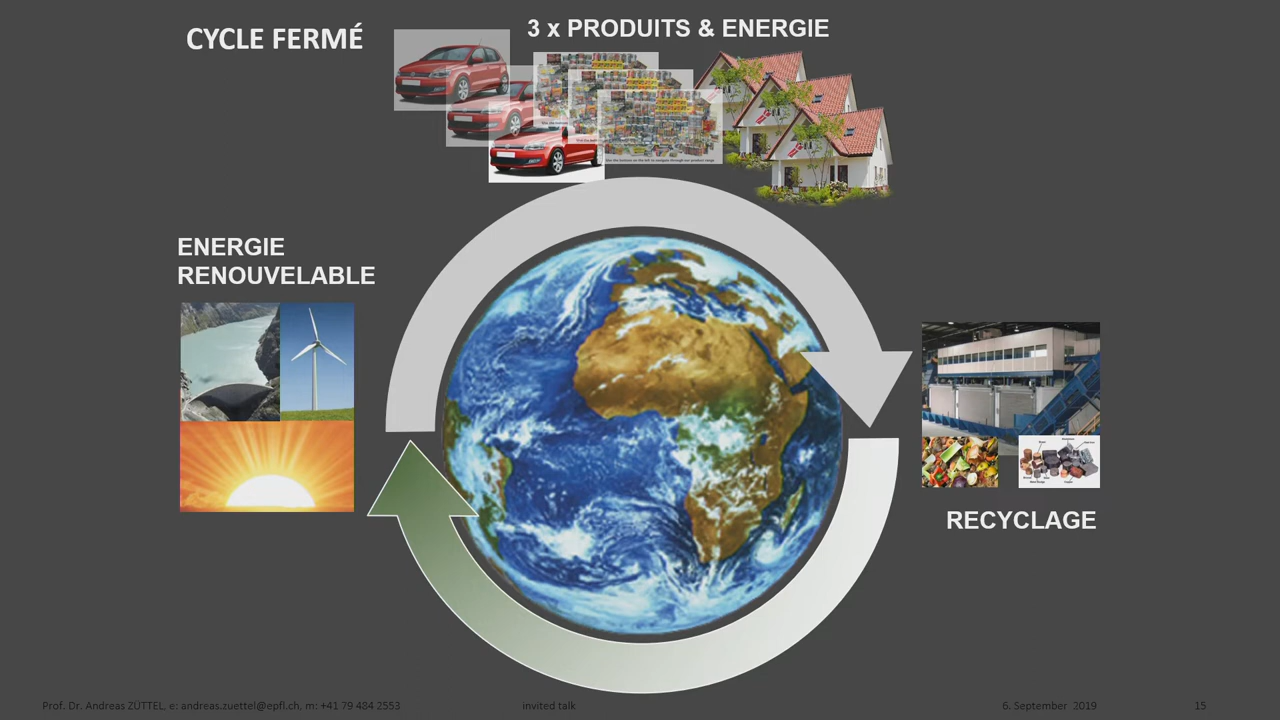 CYCLE FERMÉ
3 x PRODUITS & ENERGIE
ENERGIE
RENOUVELABLE
RECYCLAGE
Prof. Dr. Andreas ZÜTTEL, e: andreas.zuettel@epfl.ch, m: +41 79 484 2553
invited talk
6. September 2019
15